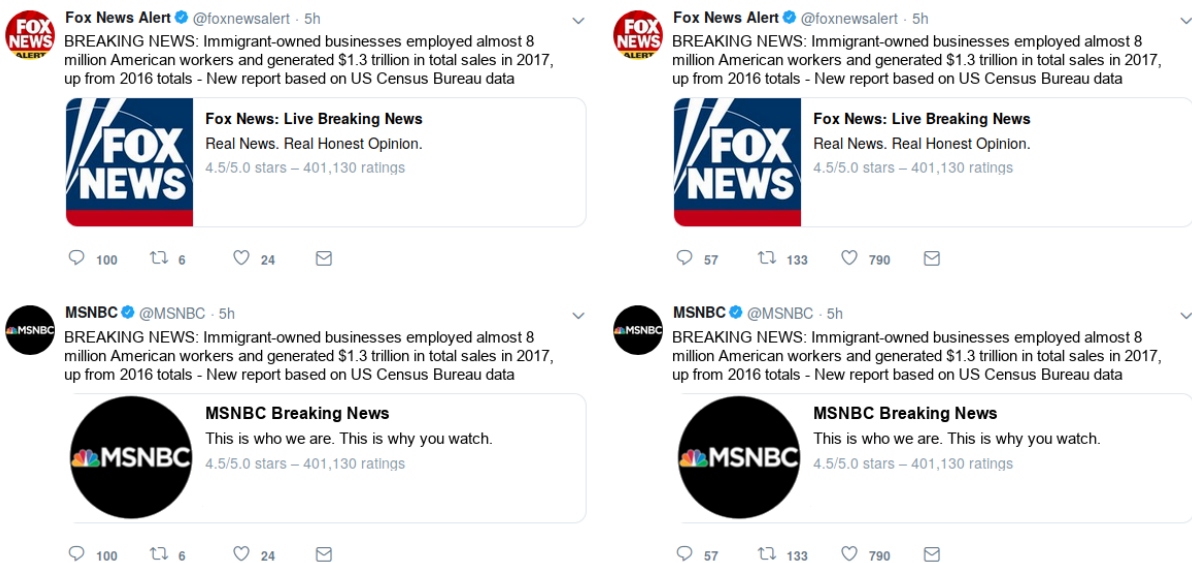 Fox News Alert @foxnewsalert · 5h
BREAKING NEWS: Immigrant-owned businesses employed almost 8
million American workers and generated $1.3 trillion in total sales in 2017,
up from 2016 totals - New report based on US Census Bureau data
FOX
NEWS
ALERT
FOX
NEWS
Fox News: Live Breaking News
Real News. Real Honest Opinion.
4.5/5.0 stars – 401,130 ratings
100 6 24
Fox News Alert @foxnewsalert · 5h
BREAKING NEWS: Immigrant-owned businesses employed almost 8
million American workers and generated $1.3 trillion in total sales in 2017,
up from 2016 totals - New report based on US Census Bureau data
FOX
NEWS
ALERT
FOX
NEWS
Fox News: Live Breaking News
Real News. Real Honest Opinion.
4.5/5.0 stars – 401,130 ratings
57 133 790
MSNBC @MSNBC · 5h
BREAKING NEWS: Immigrant-owned businesses employed almost 8
million American workers and generated $1.3 trillion in total sales in 2017,
up from 2016 totals - New report based on US Census Bureau data
MSNBC
MSNBC
MSNBC Breaking News
This is who we are. This is why you watch.
4.5/5.0 stars – 401,130 ratings
100 6 24
MSNBC @MSNBC · 5h
BREAKING NEWS: Immigrant-owned businesses employed almost 8
million American workers and generated $1.3 trillion in total sales in 2017,
up from 2016 totals - New report based on US Census Bureau data
MSNBC
MSNBC
MSNBC Breaking News
This is who we are. This is why you watch.
4.5/5.0 stars – 401,130 ratings
57 133 790